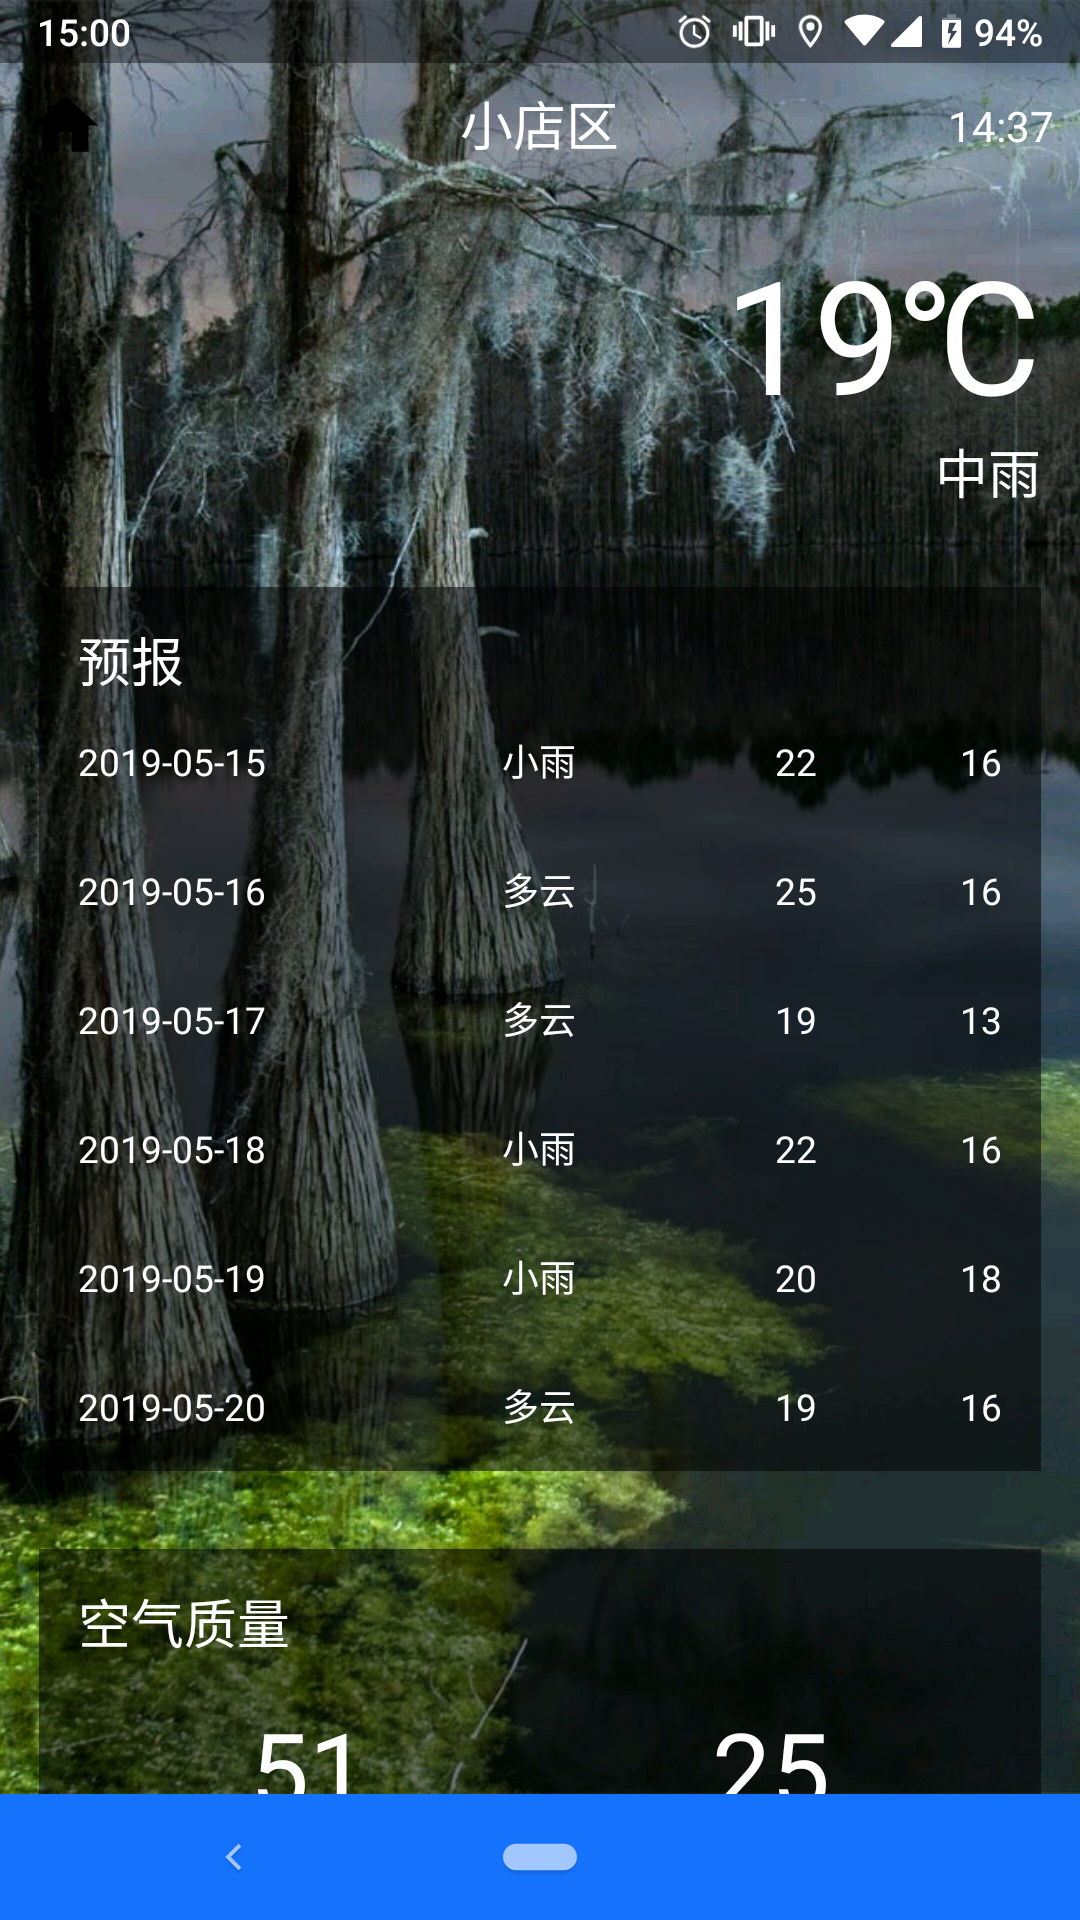 15:00 94%
小店区 14:37
19℃
中雨
预报
2019-05-15 小雨 22 16
2019-05-16 多云 25 16
2019-05-17 多云 19 13
2019-05-18 小雨 22 16
2019-05-19 小雨 20 18
2019-05-20 多云 19 16
空气质量
51 25